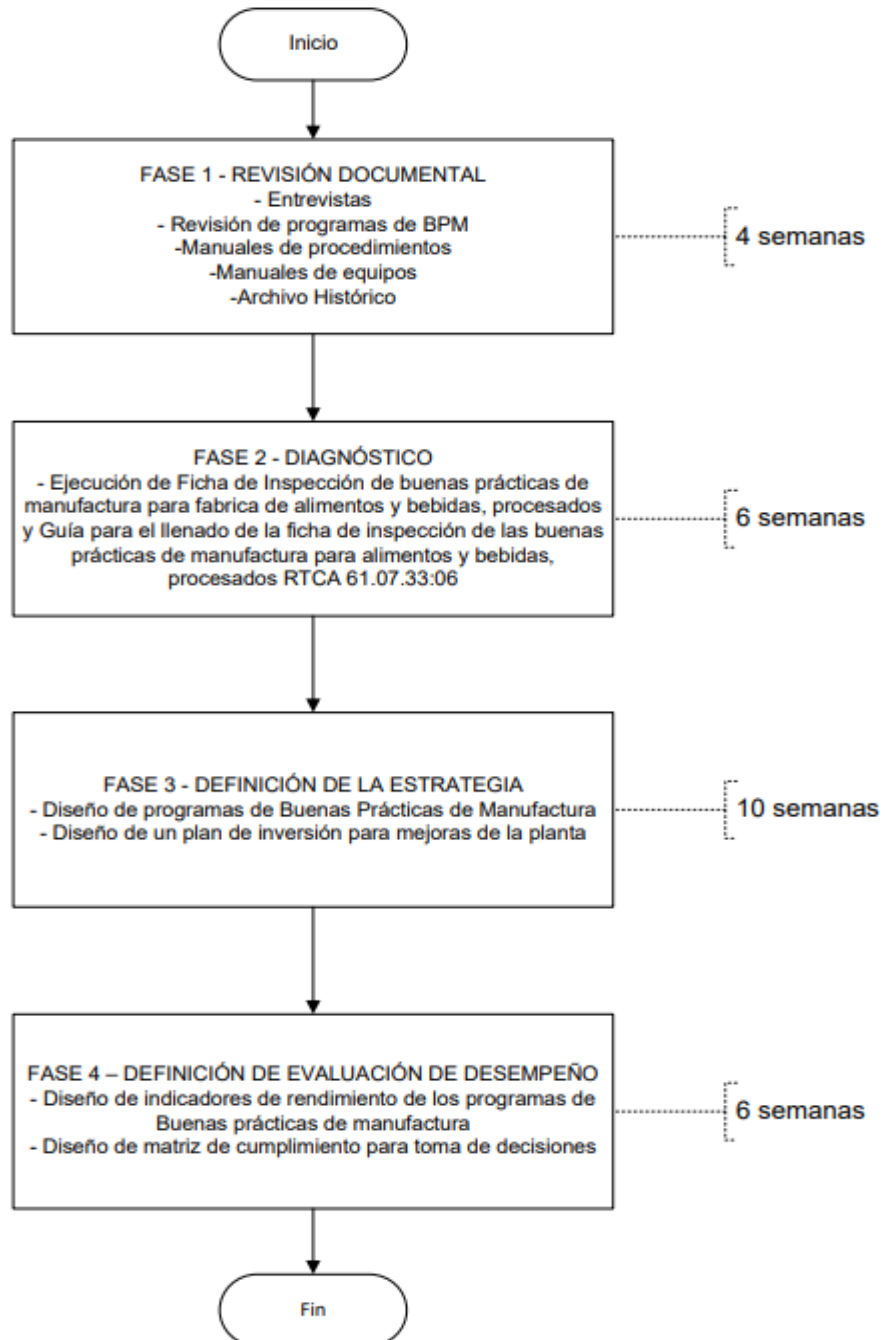 Inicio
FASE 1 - REVISIÓN DOCUMENTAL
- Entrevistas
- Revisión de programas de BPM
-Manuales de procedimientos
-Manuales de equipos
-Archivo Histórico
4 semanas
FASE 2 - DIAGNÓSTICO
- Ejecución de Ficha de Inspección de buenas prácticas de
manufactura para fabrica de alimentos y bebidas, procesados
y Guía para el llenado de la ficha de inspección de las buenas
prácticas de manufactura para alimentos y bebidas,
procesados RTCA 61.07.33:06
6 semanas
FASE 3 - DEFINICIÓN DE LA ESTRATEGIA
- Diseño de programas de Buenas Prácticas de Manufactura
- Diseño de un plan de inversión para mejoras de la planta
10 semanas
FASE 4 – DEFINICIÓN DE EVALUACIÓN DE DESEMPEÑO
- Diseño de indicadores de rendimiento de los programas de
Buenas prácticas de manufactura
- Diseño de matriz de cumplimiento para toma de decisiones
6 semanas
Fin